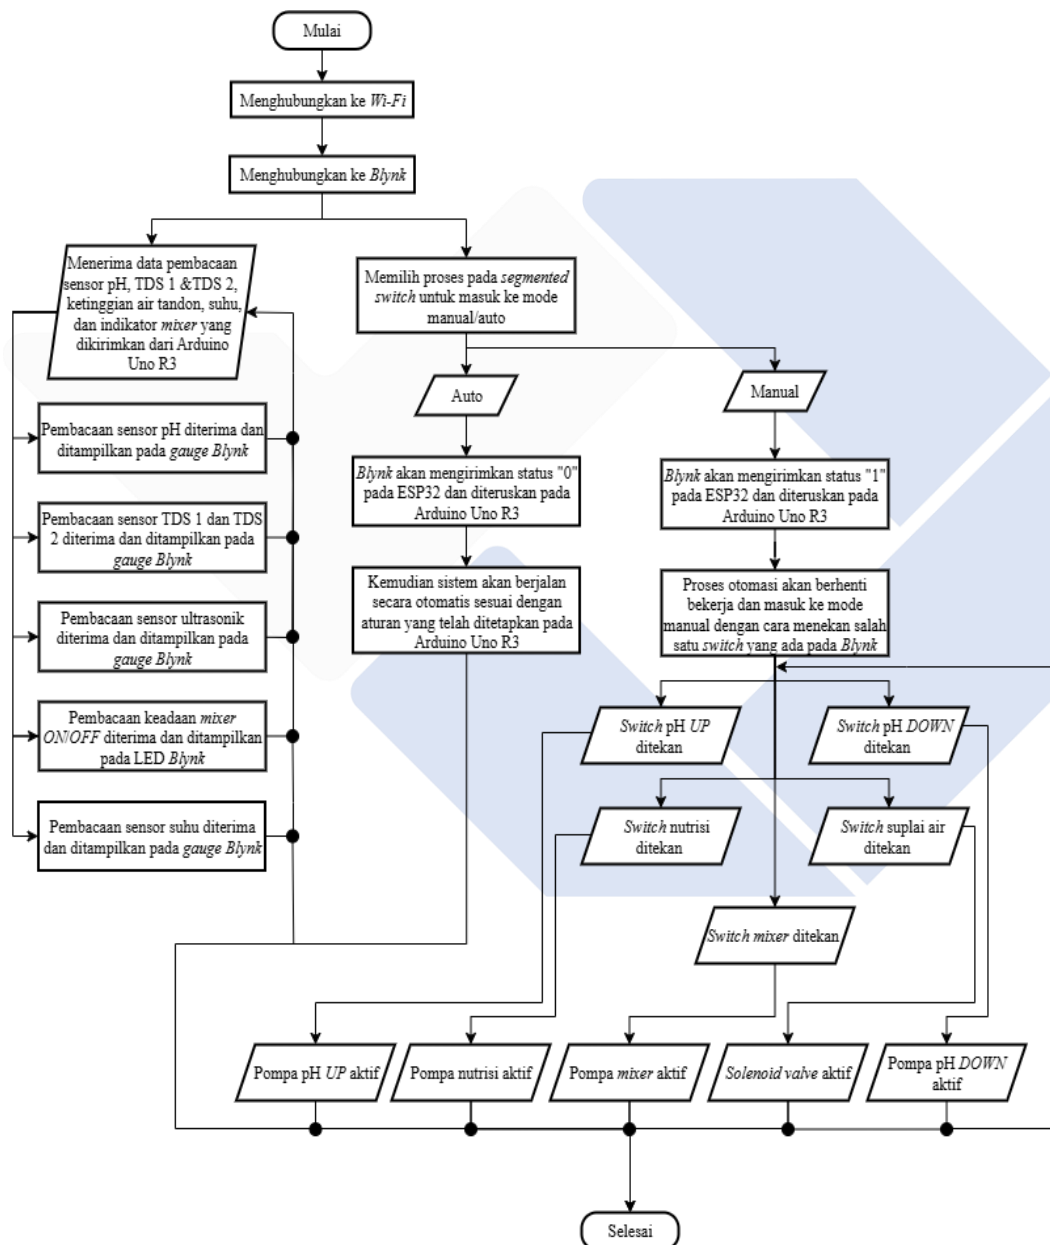 Mulai
Menghubungkan ke Wi-Fi
Menghubungkan ke Blynk
Menerima data pembacaan
sensor pH, TDS 1 &TDS 2,
ketinggian air tandon, suhu,
dan indikator mixer yang
dikirimkan dari Arduino
Uno R3
Memilih proses pada segmented
switch untuk masuk ke mode
manual/auto
Auto
Manual
Pembacaan sensor pH diterima dan
ditampilkan pada gauge Blynk
Blynk akan mengirimkan status "0"
pada ESP32 dan diteruskan pada
Arduino Uno R3
Blynk akan mengirimkan status "1"
pada ESP32 dan diteruskan pada
Arduino Uno R3
Pembacaan sensor TDS 1 dan TDS
2 diterima dan ditampilkan pada
gauge Blynk
Kemudian sistem akan berjalan
secara otomatis sesuai dengan
aturan yang telah ditetapkan pada
Arduino Uno R3
Proses otomasi akan berhenti
bekerja dan masuk ke mode
manual dengan cara menekan salah
satu switch yang ada pada Blynk
Pembacaan sensor ultrasonik
diterima dan ditampilkan pada
gauge Blynk
Pembacaan keadaan mixer
ON/OFF diterima dan ditampilkan
pada LED Blynk
Switch pH UP
ditekan
Switch pH DOWN
ditekan
Pembacaan sensor suhu diterima
dan ditampilkan pada gauge Blynk
Switch nutrisi
ditekan
Switch suplai air
ditekan
Switch mixer ditekan
Pompa pH UP aktif
Pompa nutrisi aktif
Pompa mixer aktif
Solenoid valve aktif
Pompa pH DOWN
aktif
Selesai